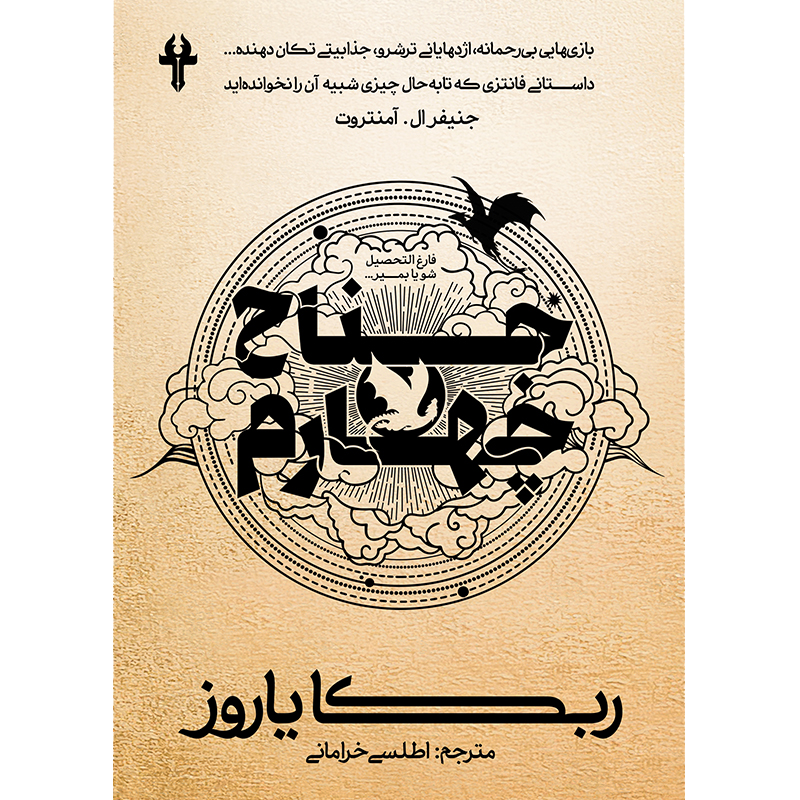 بازی‌هایی بی‌رحمانه، اژدهایانی ترشرو، جذابیتی تکان دهنده...
داستانی فانتزی که تا به حال چیزی شبیه آن را نخوانده‌اید
جنیفر ال. آمنتروت
فارغ التحصیل
شو یا بمیر...
جناح
چهارم
ربکا یاروز
مترجم: اطلسی خرامانی